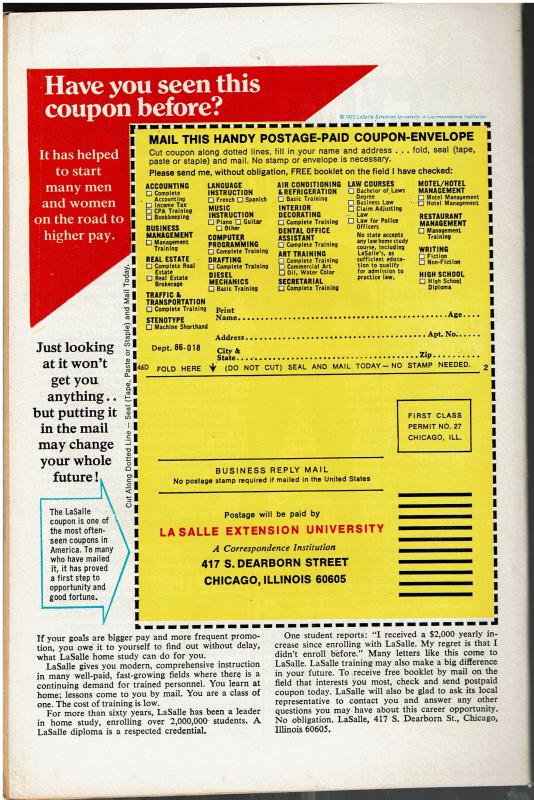 Have you seen this
coupon before?
© 1973 LaSalle Extension University, A Correspondence Institution
It has helped
to start
many men
and women
on the road to
higher pay.
Just looking
at it won't
get you
anything..
but putting it
in the mail
may change
your whole
future!
The LaSalle
coupon is one of
the most often-
seen coupons in
America. To many
who have mailed
it, it has proved
a first step to
opportunity and
good fortune.
Cut Along Dotted Line — Seal (Tape, Paste or Staple) and Mail Today.
MAIL THIS HANDY POSTAGE-PAID COUPON-ENVELOPE
Cut coupon along dotted lines, fill in your name and address . . . fold, seal (tape,
paste or staple) and mail. No stamp or envelope is necessary.
Please send me, without obligation, FREE booklet on the field I have checked:
ACCOUNTING
Complete
Accounting
Income Tax
CPA Training
Bookkeeping
BUSINESS
MANAGEMENT
Management
Training
REAL ESTATE
Complete Real
Estate
Real Estate
Brokerage
TRAFFIC &
TRANSPORTATION
Complete Training
STENOTYPE
Machine Shorthand
LANGUAGE
INSTRUCTION
French Spanish
MUSIC
INSTRUCTION
Piano Guitar
Other
COMPUTER
PROGRAMMING
Complete Training
DRAFTING
Complete Training
DIESEL
MECHANICS
Basic Training
AIR CONDITIONING
& REFRIGERATION
Basic Training
INTERIOR
DECORATING
Complete Training
DENTAL OFFICE
ASSISTANT
Complete Training
ART TRAINING
Complete Training
Commercial Art
Oil, Water Color
SECRETARIAL
Complete Training
LAW COURSES
Bachelor of Laws
Degree
Business Law
Claim Adjusting
Law
Law for Police
Officers
No state accepts
any law home study
course, including
LaSalle's, as
sufficient educa-
tion to qualify
for admission to
practice law.
MOTEL/HOTEL
MANAGEMENT
Motel Management
Hotel Management
RESTAURANT
MANAGEMENT
Management
Training
WRITING
Fiction
Non-Fiction
HIGH SCHOOL
High School
Diploma
Print
Name........ Age....
Address........ Apt. No......
Dept. 86-018
City &
State........ Zip........
46D FOLD HERE (DO NOT CUT) SEAL AND MAIL TODAY — NO STAMP NEEDED. 2
FIRST CLASS
PERMIT NO. 27
CHICAGO, ILL.
BUSINESS REPLY MAIL
No postage stamp required if mailed in the United States
Postage will be paid by
LA SALLE EXTENSION UNIVERSITY
A Correspondence Institution
417 S. DEARBORN STREET
CHICAGO, ILLINOIS 60605
If your goals are bigger pay and more frequent promo-
tion, you owe it to yourself to find out without delay,
what LaSalle home study can do for you.
LaSalle gives you modern, comprehensive instruction
in many well-paid, fast-growing fields where there is a
continuing demand for trained personnel. You learn at
home; lessons come to you by mail. You are a class of
one. The cost of training is low.
For more than sixty years, LaSalle has been a leader
in home study, enrolling over 2,000,000 students. A
LaSalle diploma is a respected credential.
One student reports: "I received a $2,000 yearly in-
crease since enrolling with LaSalle. My regret is that I
didn't enroll before." Many letters like this come to
LaSalle. LaSalle training may also make a big difference
in your future. To receive free booklet by mail on the
field that interests you most, check and send postpaid
coupon today. LaSalle will also be glad to ask its local
representative to contact you and answer any other
questions you may have about this career opportunity.
No obligation. LaSalle, 417 S. Dearborn St., Chicago,
Illinois 60605.